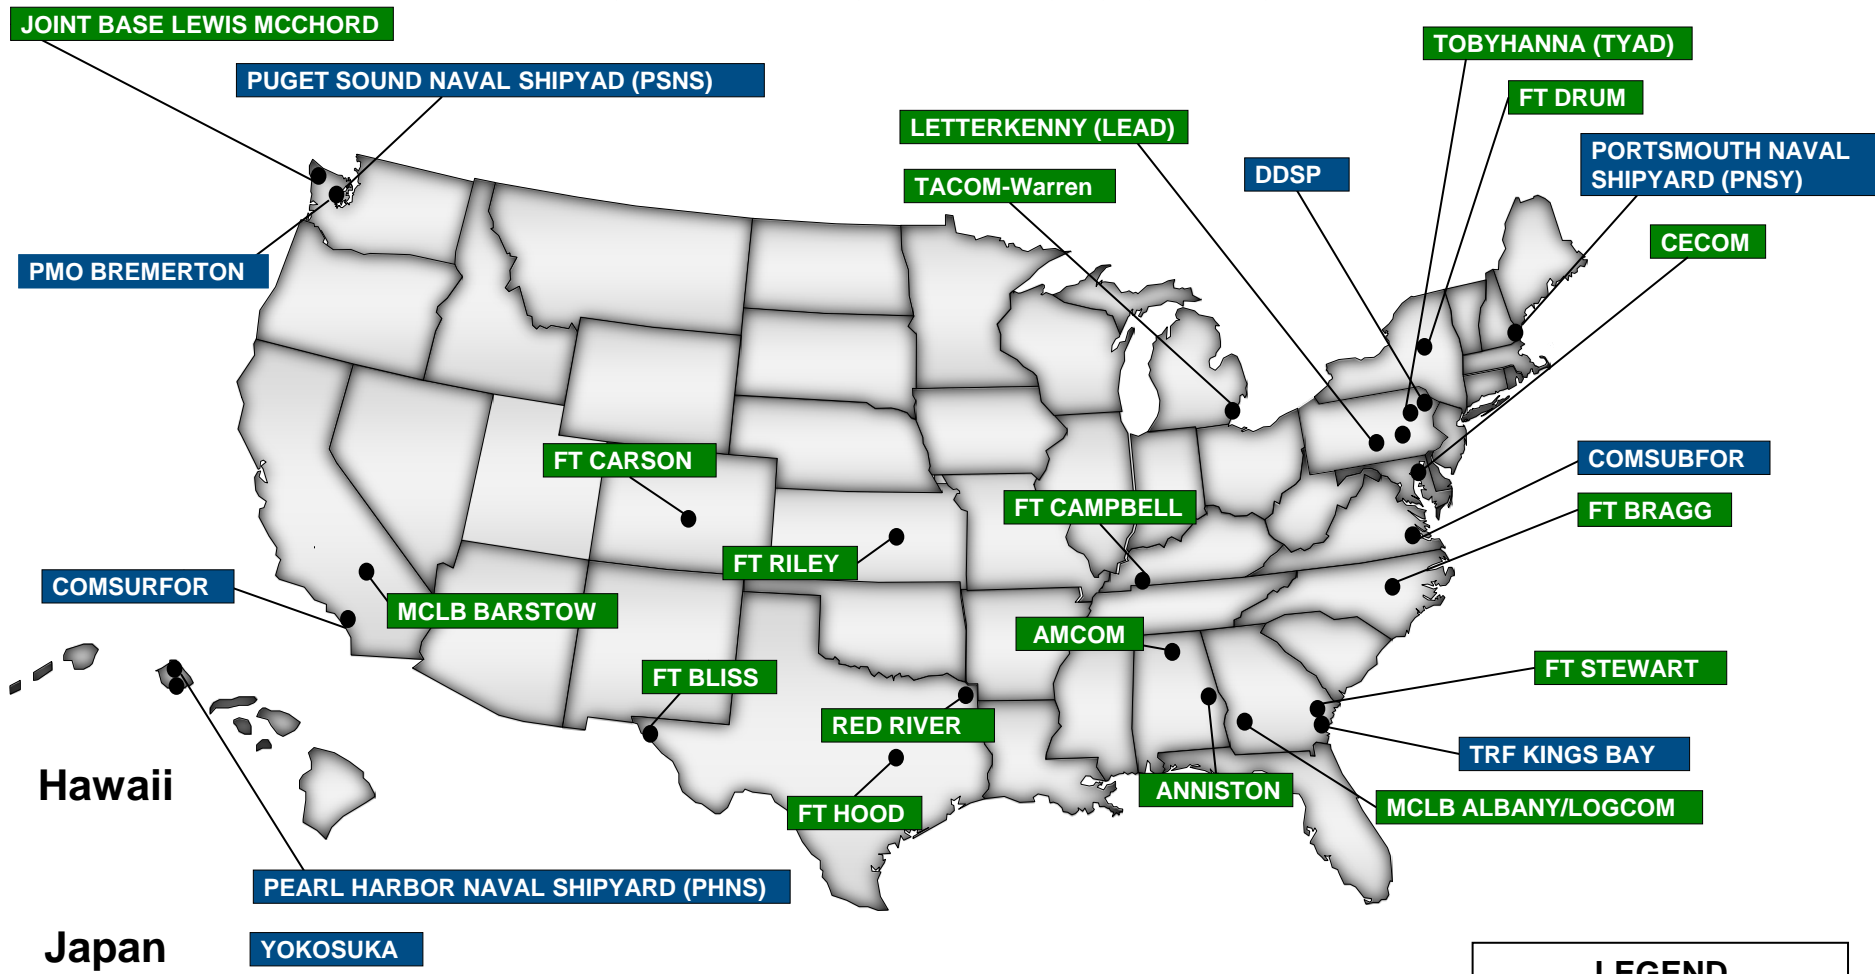 JOINT BASE LEWIS MCCHORD
TOBYHANNA (TYAD)
PUGET SOUND NAVAL SHIPYAD (PSNS)
FT DRUM
LETTERKENNY (LEAD)
PORTSMOUTH NAVAL
SHIPYARD (PNSY)
DDSP
TACOM-Warren
CECOM
PMO BREMERTON
FT CARSON
COMSUBFOR
FT CAMPBELL
FT BRAGG
FT RILEY
COMSURFOR
MCLB BARSTOW
AMCOM
FT STEWART
FT BLISS
RED RIVER
TRF KINGS BAY
Hawaii
ANNISTON
FT HOOD
MCLB ALBANY/LOGCOM
PEARL HARBOR NAVAL SHIPYARD (PHNS)
Japan
YOKOSUKA
LEGEND